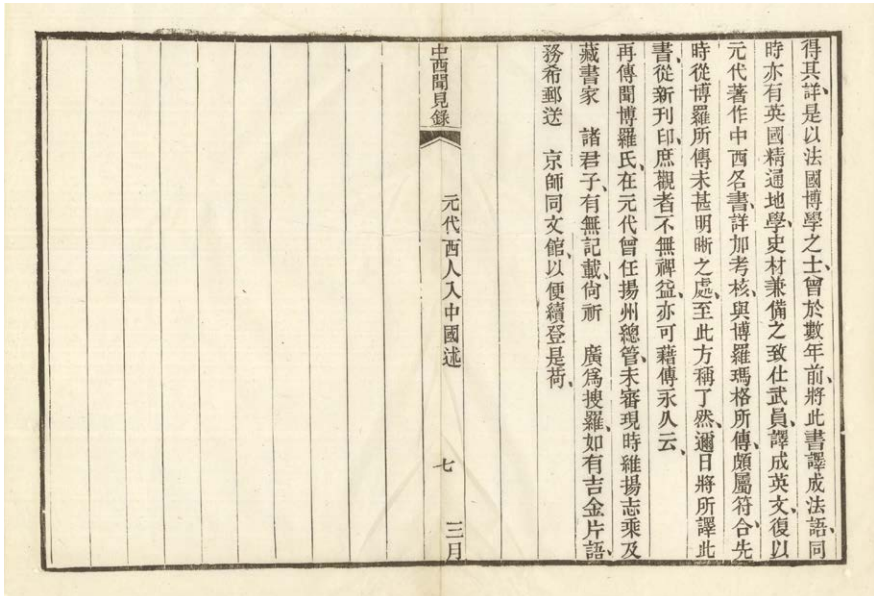 得其詳、是以法國博學之士、曾於數年前、將此書譯成法語、同
時亦有英國精通地學、史材兼備之致仕武員、譯成英文、復以
元代著作中西各書、詳加考核、與博羅瑪格所傳、頗屬符合、先
時從博羅所傳未甚明晰之處、至此方稱了然、邇日將所譯此
書、從新刊印、庶觀者不無裨益、亦可藉傳永久云、
再傳聞博羅氏、在元代曾任揚州總管、未審現時維揚志乘及
藏書家　諸君子、有無記載、尙祈　廣爲搜羅、如有吉金片語、
務希郵送　京師同文館、以便續登是荷、
中西聞見錄　元代西人入中國述　七　三月